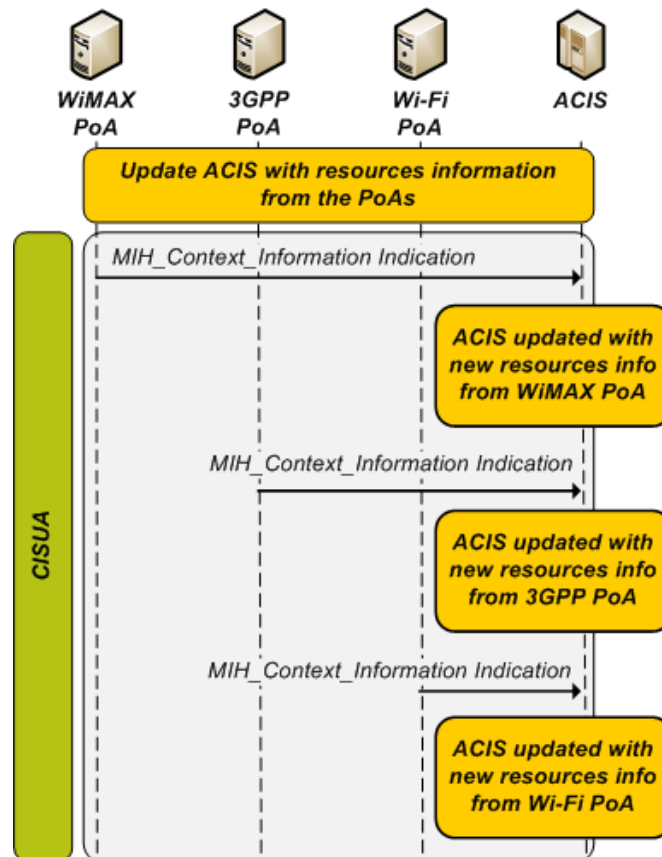 WiMAX
PoA
3GPP
PoA
Wi-Fi
PoA
ACIS
Update ACIS with resources information
from the PoAs
CISUA
MIH_Context_Information Indication
ACIS updated with
new resources info
from WiMAX PoA
MIH_Context_Information Indication
ACIS updated with
new resources info
from 3GPP PoA
MIH_Context_Information Indication
ACIS updated with
new resources info
from Wi-Fi PoA